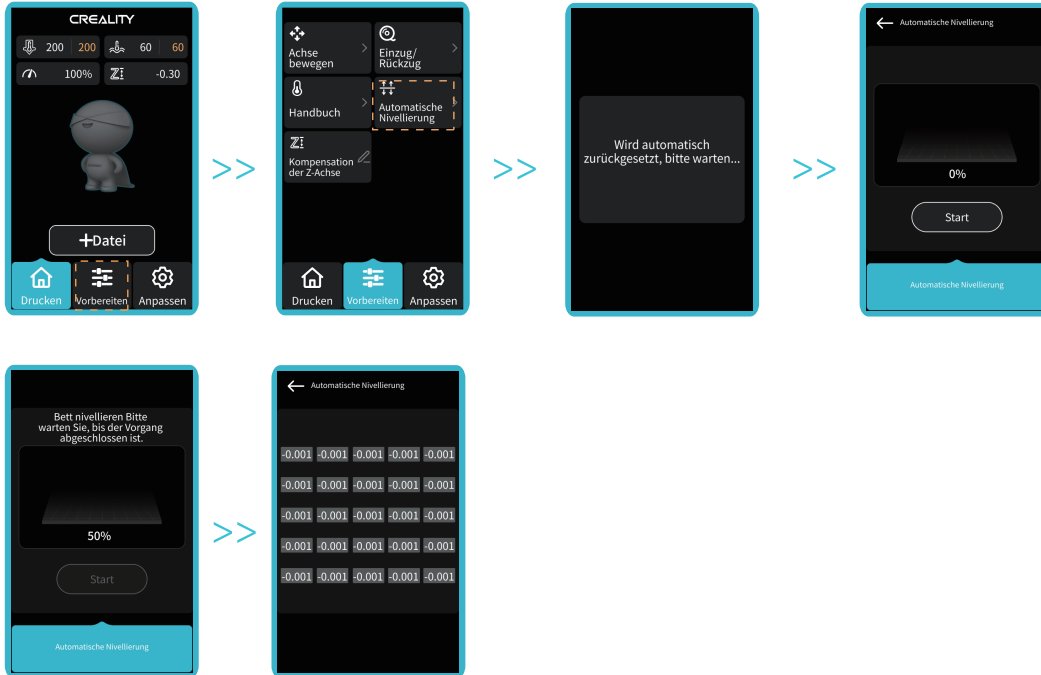 CREALITY
200 200 60 60
100% Z -0.30
+Datei
Drucken Vorbereiten Anpassen
>>
Achse
bewegen
Einzug/
Rückzug
Handbuch
Automatische
Nivellierung
Z
Kompensation
der Z-Achse
Drucken Vorbereiten Anpassen
>>
Wird automatisch
zurückgesetzt, bitte warten...
>>
Automatische Nivellierung
0%
Start
Automatische Nivellierung
Bett nivellieren Bitte
warten Sie, bis der Vorgang
abgeschlossen ist.
50%
Start
Automatische Nivellierung
>>
Automatische Nivellierung
-0.001 -0.001 -0.001 -0.001 -0.001
-0.001 -0.001 -0.001 -0.001 -0.001
-0.001 -0.001 -0.001 -0.001 -0.001
-0.001 -0.001 -0.001 -0.001 -0.001
-0.001 -0.001 -0.001 -0.001 -0.001